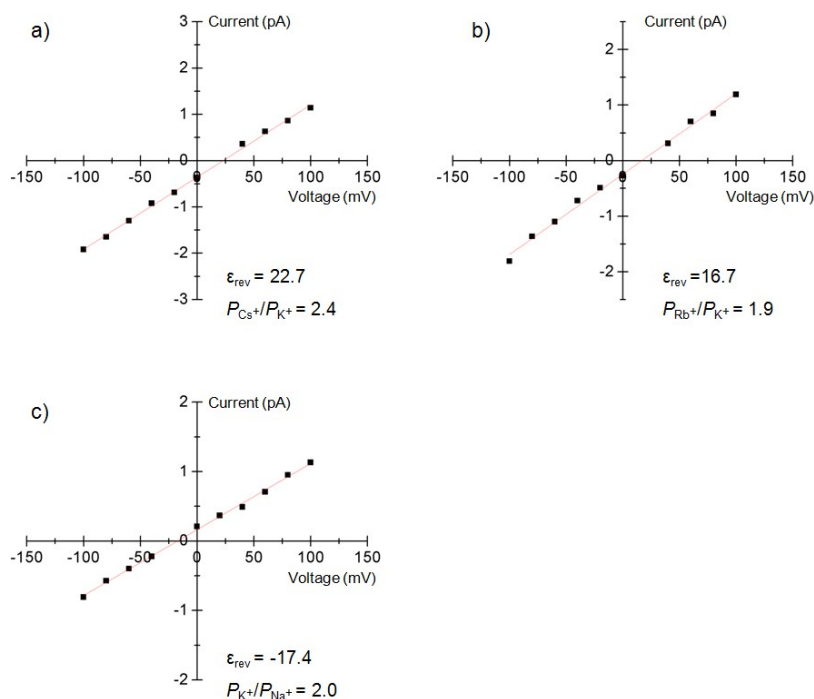 a)
Current (pA)
3
2
1
0
-1
-2
-3
-150 -100 -50 0 50 100 150
Voltage (mV)
εrev = 22.7
PCs+/PK+ = 2.4
b)
Current (pA)
2
1
0
-1
-2
-150 -100 -50 0 50 100 150
Voltage (mV)
εrev =16.7
PRb+/PK+ = 1.9
c)
Current (pA)
2
1
0
-1
-2
-150 -100 -50 0 50 100 150
Voltage (mV)
εrev = -17.4
PK+/PNa+ = 2.0